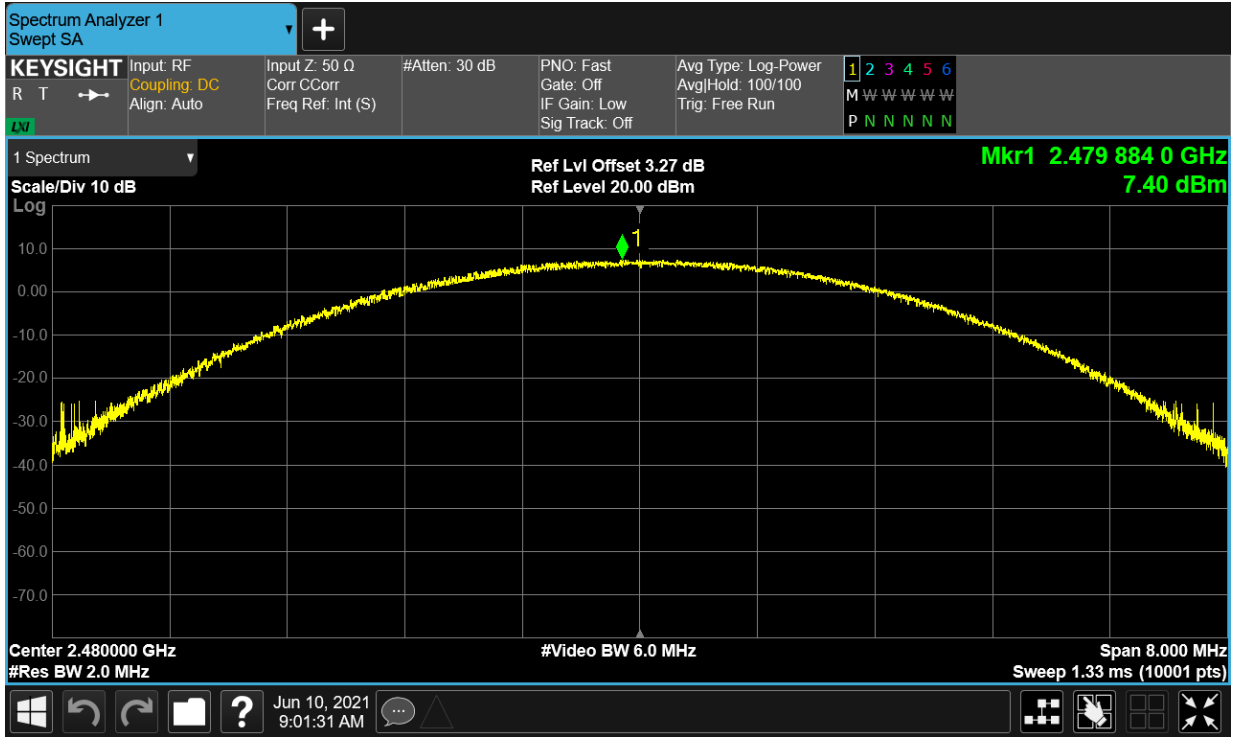 Spectrum Analyzer 1
Swept SA
KEYSIGHT
R T
LXI
Input: RF
Coupling: DC
Align: Auto
Input Z: 50 Ω
Corr CCorr
Freq Ref: Int (S)
#Atten: 30 dB
PNO: Fast
Gate: Off
IF Gain: Low
Sig Track: Off
Avg Type: Log-Power
Avg|Hold: 100/100
Trig: Free Run
1 2 3 4 5 6
M W W W W W
P N N N N N
1 Spectrum
Scale/Div 10 dB
Log
Ref Lvl Offset 3.27 dB
Ref Level 20.00 dBm
Mkr1 2.479 884 0 GHz
7.40 dBm
1
10.0
0.00
-10.0
-20.0
-30.0
-40.0
-50.0
-60.0
-70.0
Center 2.480000 GHz
#Res BW 2.0 MHz
#Video BW 6.0 MHz
Span 8.000 MHz
Sweep 1.33 ms (10001 pts)
?
Jun 10, 2021
9:01:31 AM